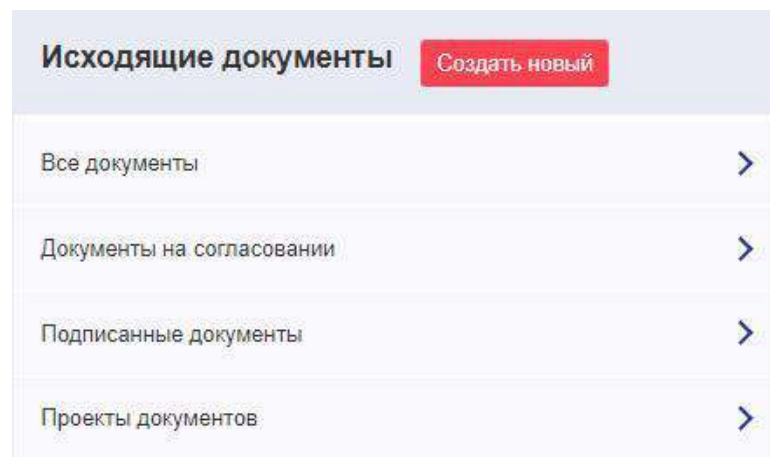 Исходящие документы Создать новый
Все документы
Документы на согласовании
Подписанные документы
Проекты документов